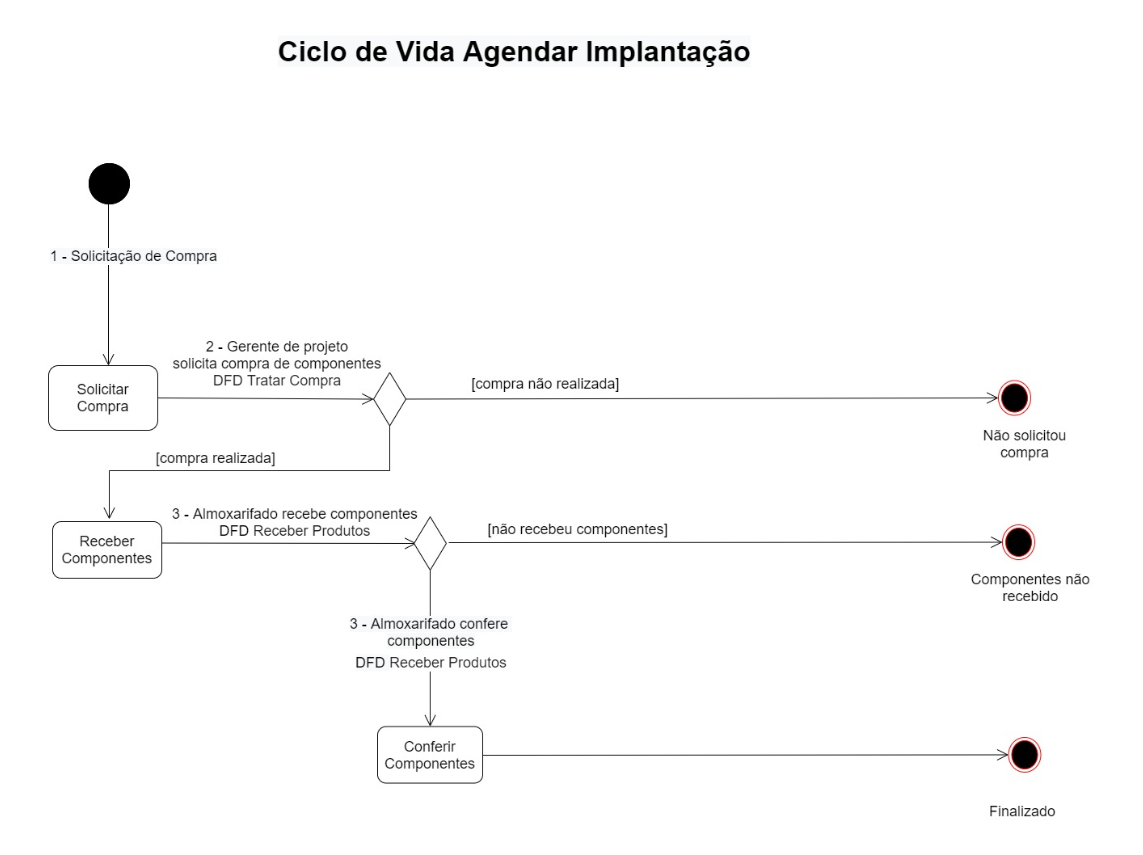 Ciclo de Vida Agendar Implantação
1 - Solicitação de Compra
2 - Gerente de projeto
solicita compra de componentes
DFD Tratar Compra
Solicitar
Compra
[compra não realizada]
Não solicitou
compra
[compra realizada]
3 - Almoxarifado recebe componentes
DFD Receber Produtos
Receber
Componentes
[não recebeu componentes]
Componentes não
recebido
3 - Almoxarifado confere
componentes
DFD Receber Produtos
Conferir
Componentes
Finalizado